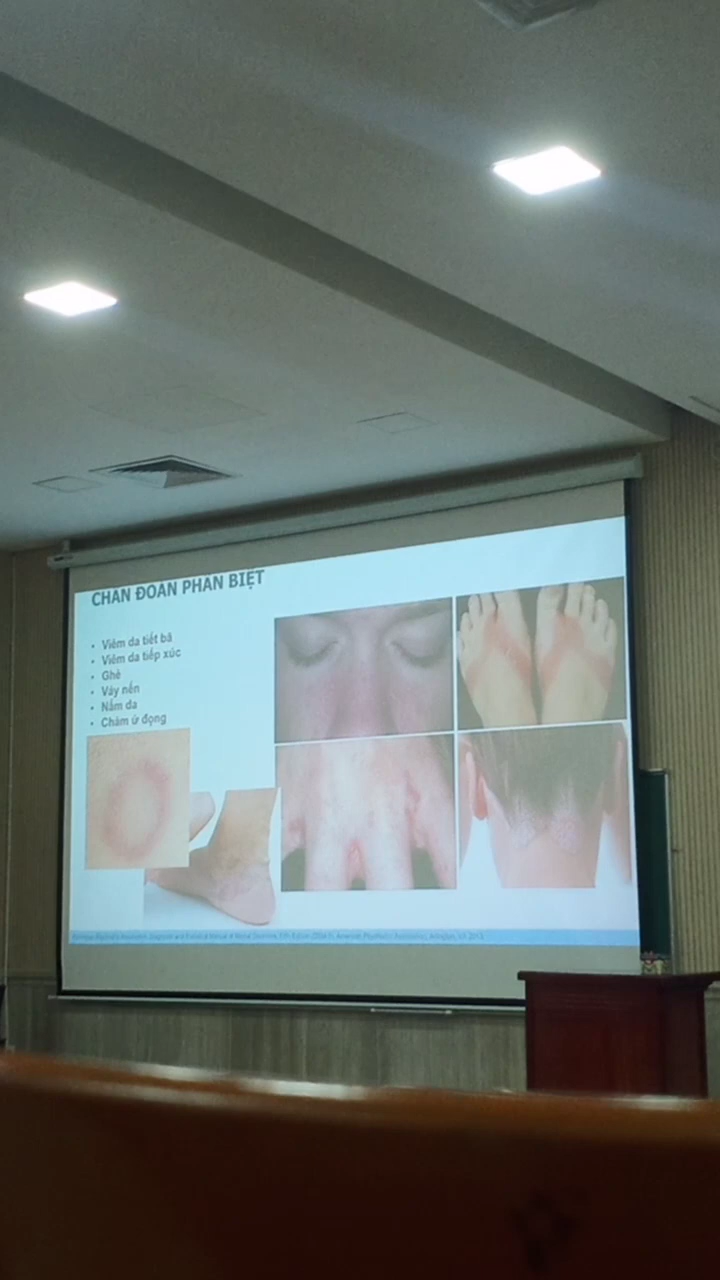 CHẨN ĐOÁN PHÂN BIỆT
• Viêm da tiết bã
• Viêm da tiếp xúc
• Ghẻ
• Vảy nến
• Nấm da
• Chàm ứ đọng